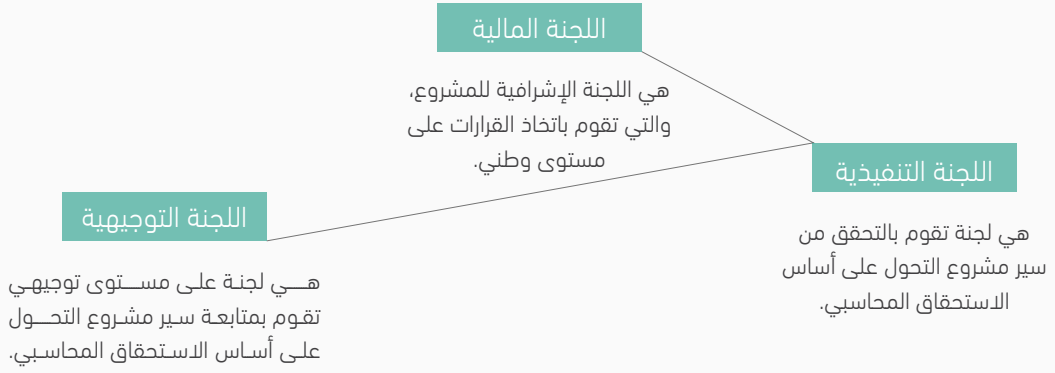 اللجنة المالية
هي اللجنة الإشرافية للمشروع،
والتي تقوم باتخاذ القرارات على
مستوى وطني.
اللجنة التنفيذية
هي لجنة تقوم بالتحقق من
سير مشروع التحول على أساس
الاستحقاق المحاسبي.
اللجنة التوجيهية
هـــي لجنـة علـى مســـتوى توجيهـي
تقـوم بمتابعـة سـير مشـروع التحـــول
علـى أسـاس الاسـتحقاق المحاسـبي.